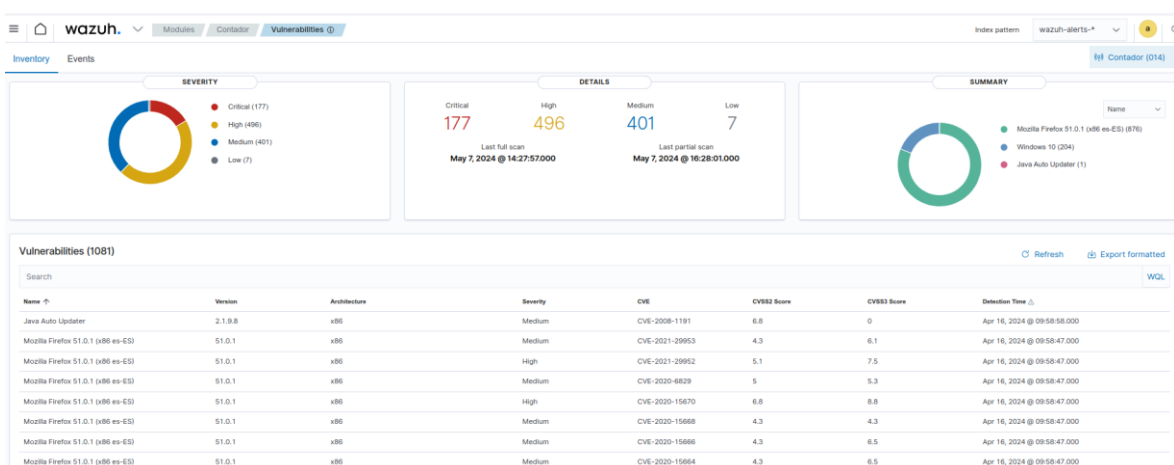 wazuh. Modules Contador Vulnerabilities Index pattern wazuh-alerts-* a
Inventory Events Contador (014)
SEVERITY
Critical (177)
High (496)
Medium (401)
Low (7)
DETAILS
Critical High Medium Low
177 496 401 7
Last full scan Last partial scan
May 7, 2024 @ 14:27:57.000 May 7, 2024 @ 16:28:01.000
SUMMARY
Name
Mozilla Firefox 51.0.1 (x86 es-ES) (876)
Windows 10 (204)
Java Auto Updater (1)
Vulnerabilities (1081) Refresh Export formatted
Search WQL
Name Version Architecture Severity CVE CVSS2 Score CVSS3 Score Detection Time
Java Auto Updater 2.1.9.8 x86 Medium CVE-2008-1191 6.8 0 Apr 16, 2024 @ 09:58:58.000
Mozilla Firefox 51.0.1 (x86 es-ES) 51.0.1 x86 Medium CVE-2021-29953 4.3 6.1 Apr 16, 2024 @ 09:58:47.000
Mozilla Firefox 51.0.1 (x86 es-ES) 51.0.1 x86 High CVE-2021-29952 5.1 7.5 Apr 16, 2024 @ 09:58:47.000
Mozilla Firefox 51.0.1 (x86 es-ES) 51.0.1 x86 Medium CVE-2020-6829 5 5.3 Apr 16, 2024 @ 09:58:47.000
Mozilla Firefox 51.0.1 (x86 es-ES) 51.0.1 x86 High CVE-2020-15670 6.8 8.8 Apr 16, 2024 @ 09:58:47.000
Mozilla Firefox 51.0.1 (x86 es-ES) 51.0.1 x86 Medium CVE-2020-15668 4.3 4.3 Apr 16, 2024 @ 09:58:47.000
Mozilla Firefox 51.0.1 (x86 es-ES) 51.0.1 x86 Medium CVE-2020-15666 4.3 6.5 Apr 16, 2024 @ 09:58:47.000
Mozilla Firefox 51.0.1 (x86 es-ES) 51.0.1 x86 Medium CVE-2020-15664 4.3 6.5 Apr 16, 2024 @ 09:58:47.000